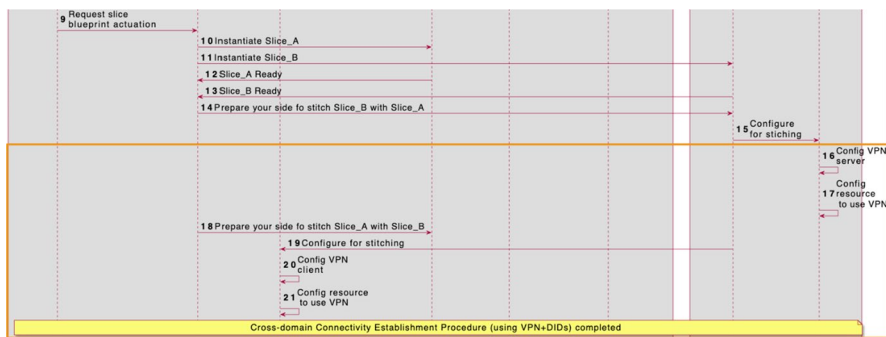 9 Request slice
blueprint actuation
10 Instantiate Slice_A
11 Instantiate Slice_B
12 Slice_A Ready
13 Slice_B Ready
14 Prepare your side fo stitch Slice_B with Slice_A
15 Configure
for stiching
16 Config VPN
server
17 Config
resource
to use VPN
18 Prepare your side fo stitch Slice_A with Slice_B
19 Configure for stitching
20 Config VPN
client
21 Config resource
to use VPN
Cross-domain Connectivity Establishment Procedure (using VPN+DIDs) completed